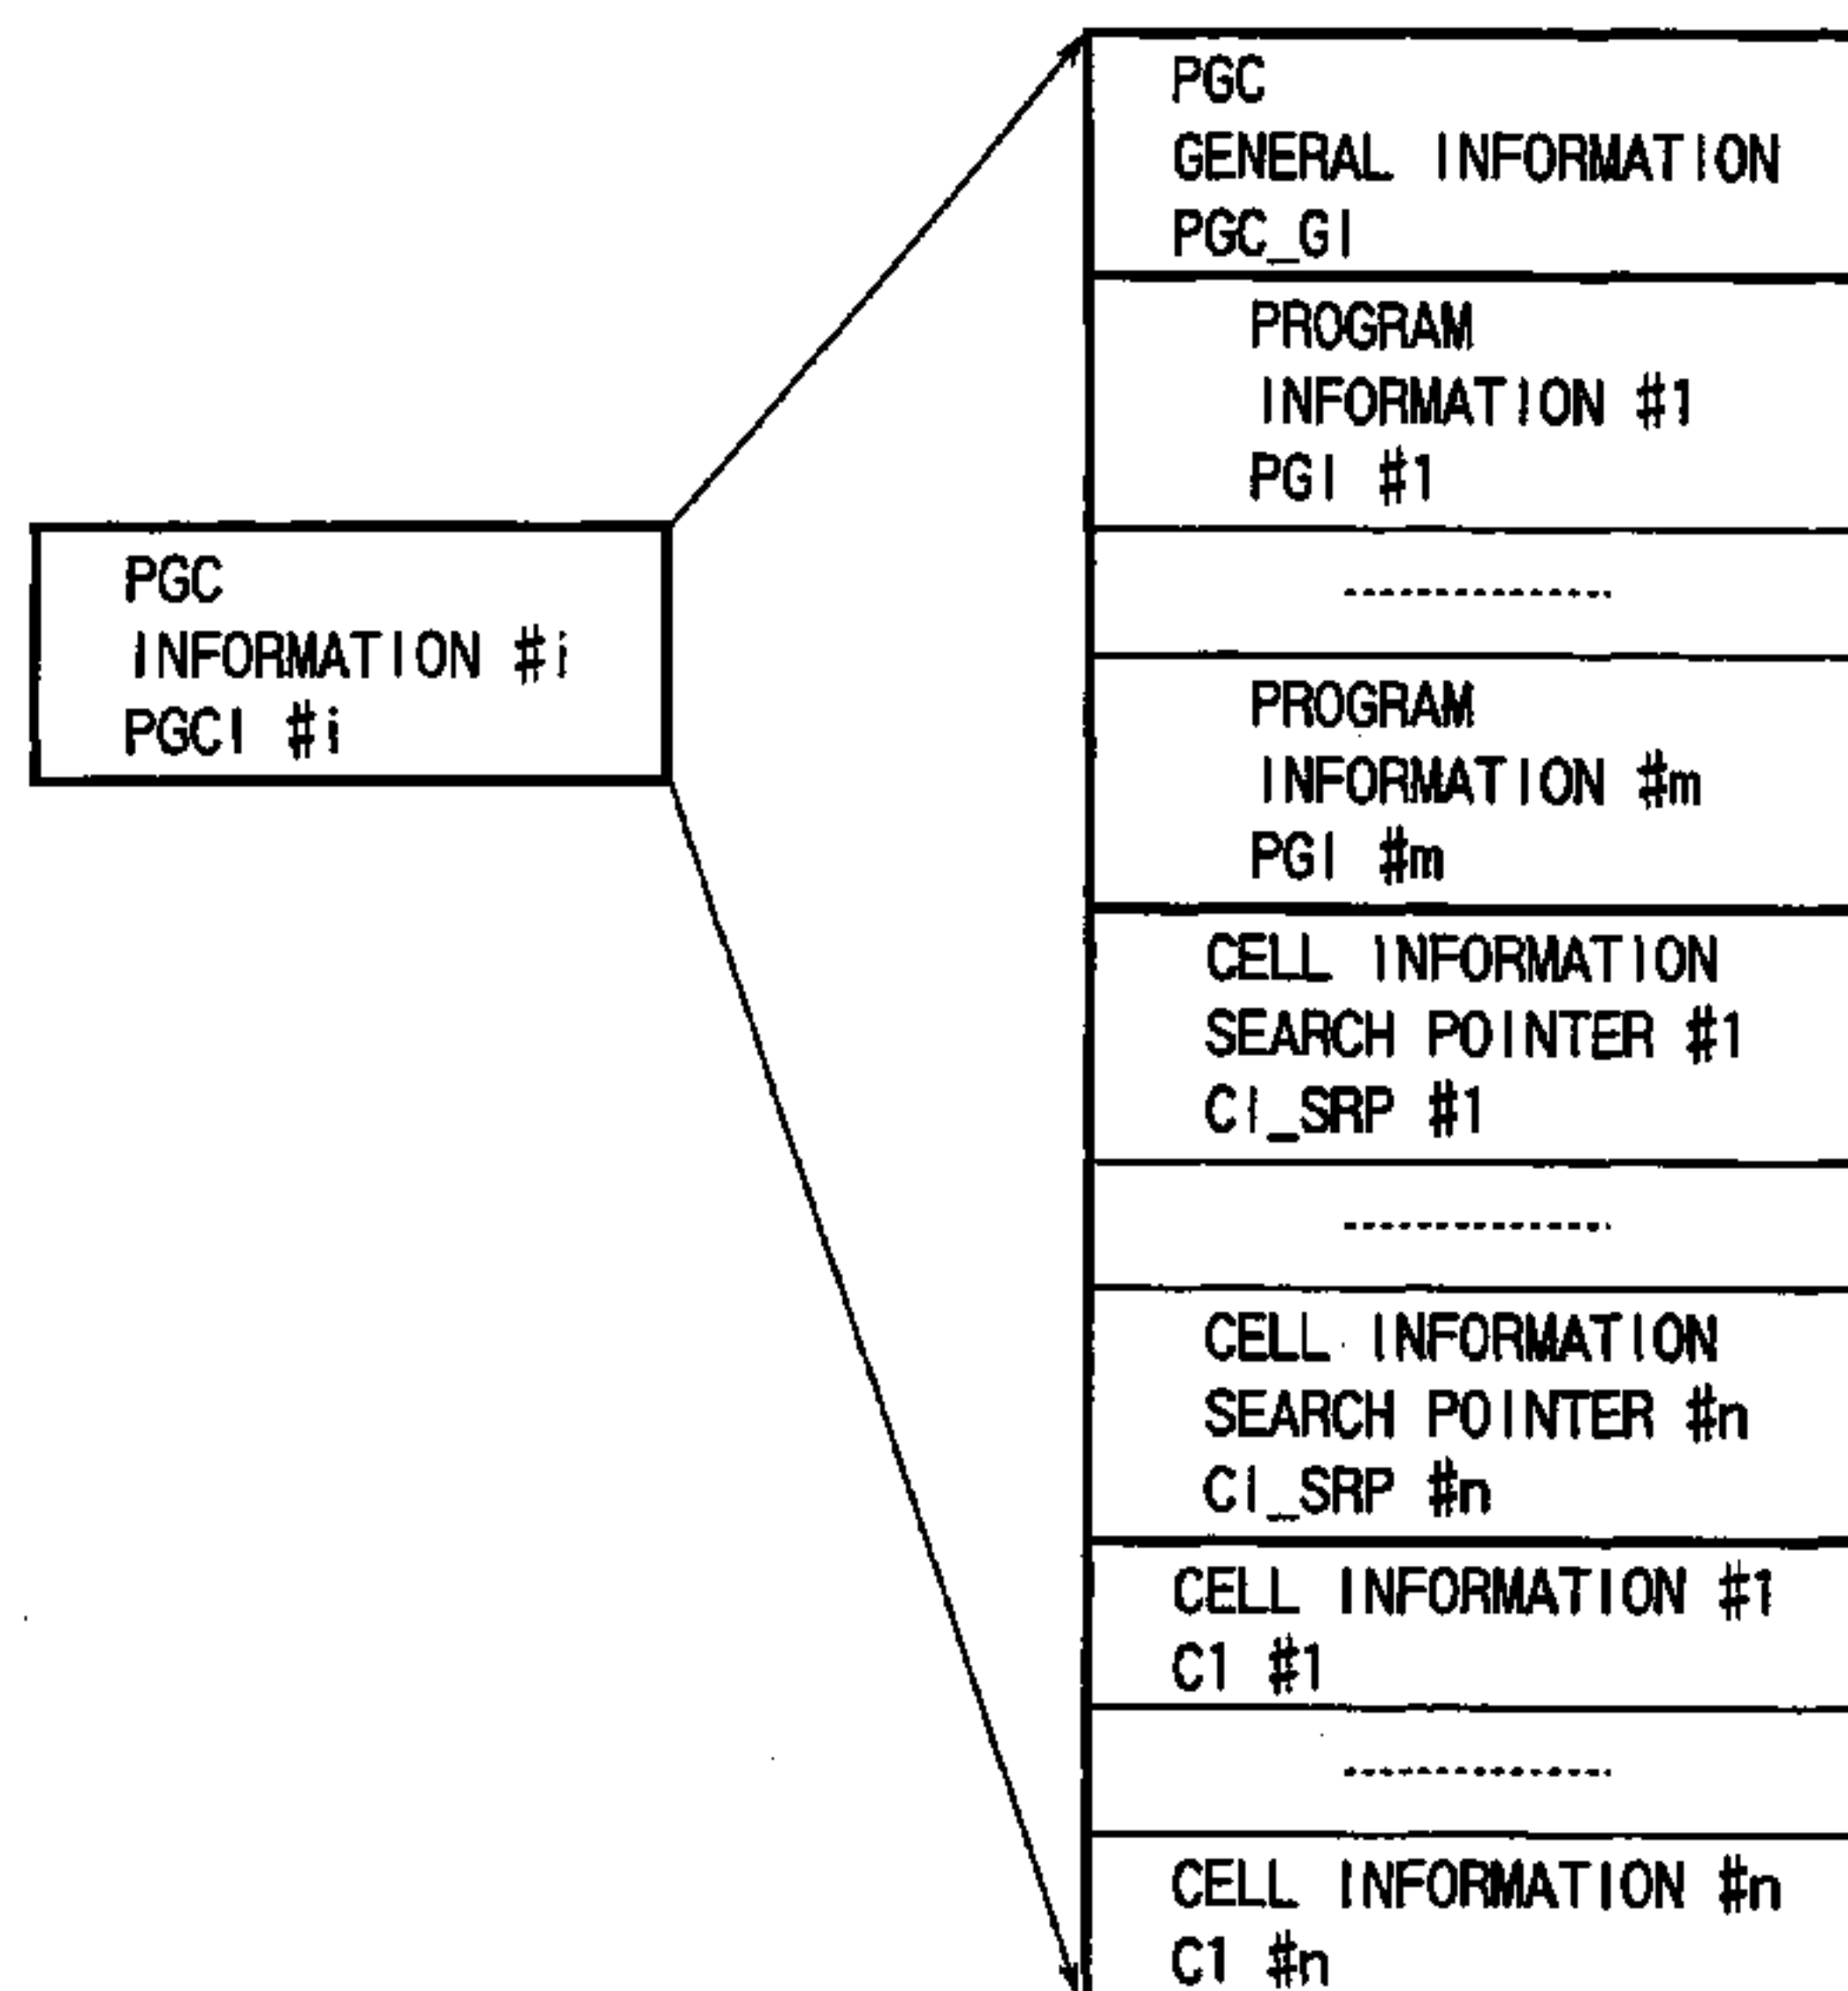 PGC
INFORMATION #i
PGCI #i
PGC
GENERAL INFORMATION
PGC_GI
PROGRAM
INFORMATION #1
PGI #1
PROGRAM
INFORMATION #m
PGI #m
CELL INFORMATION
SEARCH POINTER #1
CI_SRP #1
CELL INFORMATION
SEARCH POINTER #n
CI_SRP #n
CELL INFORMATION #1
C1 #1
CELL INFORMATION #n
C1 #n